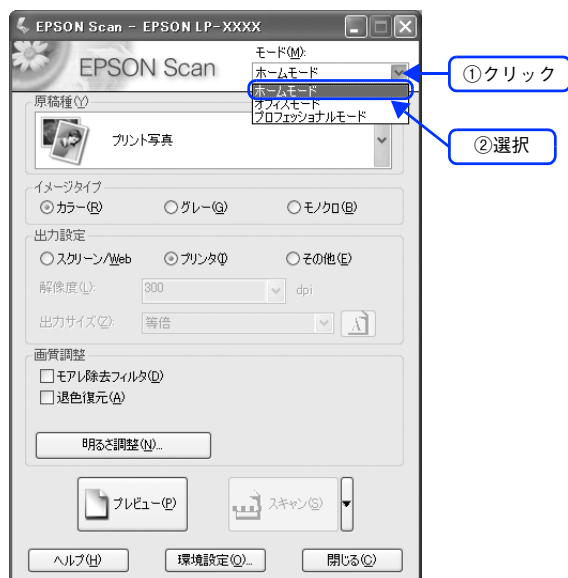 EPSON Scan - EPSON LP-XXXX
EPSON Scan
モード(M):
ホームモード
①クリック
ホームモード
オフィスモード
プロフェッショナルモード
②選択
原稿種(Y)
プリント写真
イメージタイプ
カラー(R) グレー(G) モノクロ(B)
出力設定
スクリーン/Web プリンタ(I) その他(E)
解像度(L): 300 dpi
出力サイズ(Z): 等倍
画質調整
モアレ除去フィルタ(D)
退色復元(A)
明るさ調整(N)...
プレビュー(P) スキャン(S)
ヘルプ(H) 環境設定(O)... 閉じる(C)